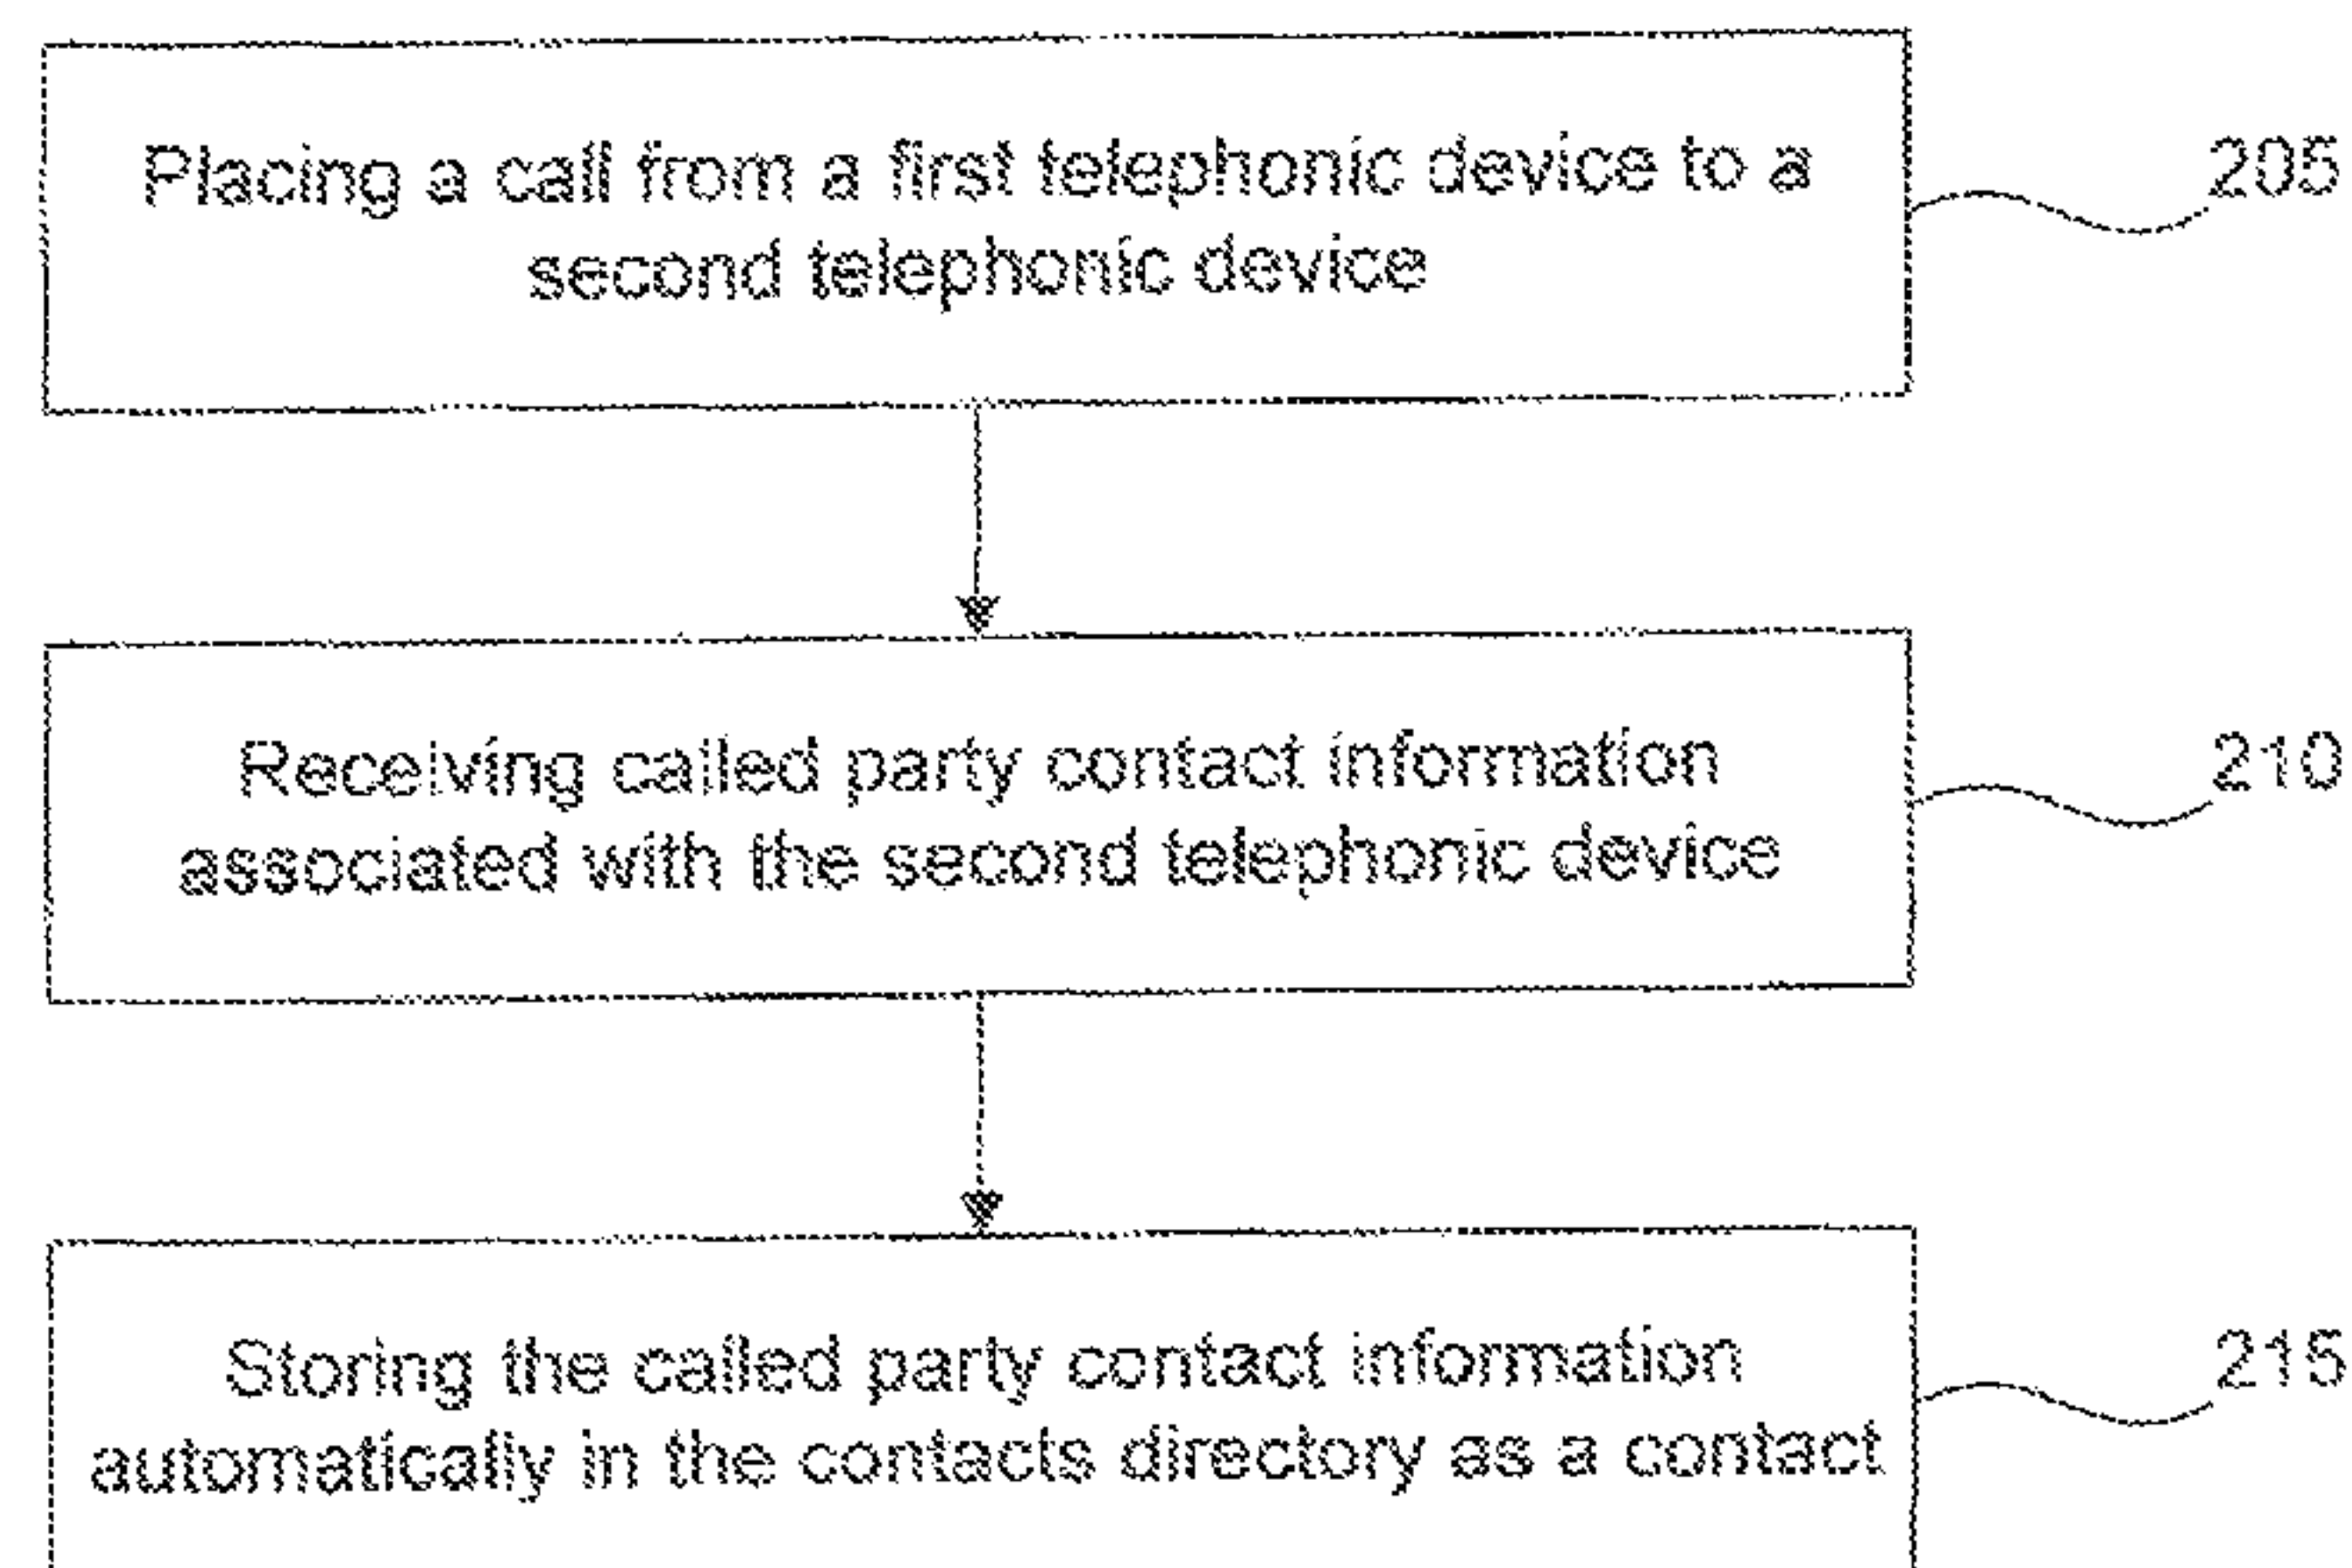 Placing a call from a first telephonic device to a
second telephonic device
205
Receiving called party contact information
associated with the second telephonic device
210
Storing the called party contact information
automatically in the contacts directory as a contact
215